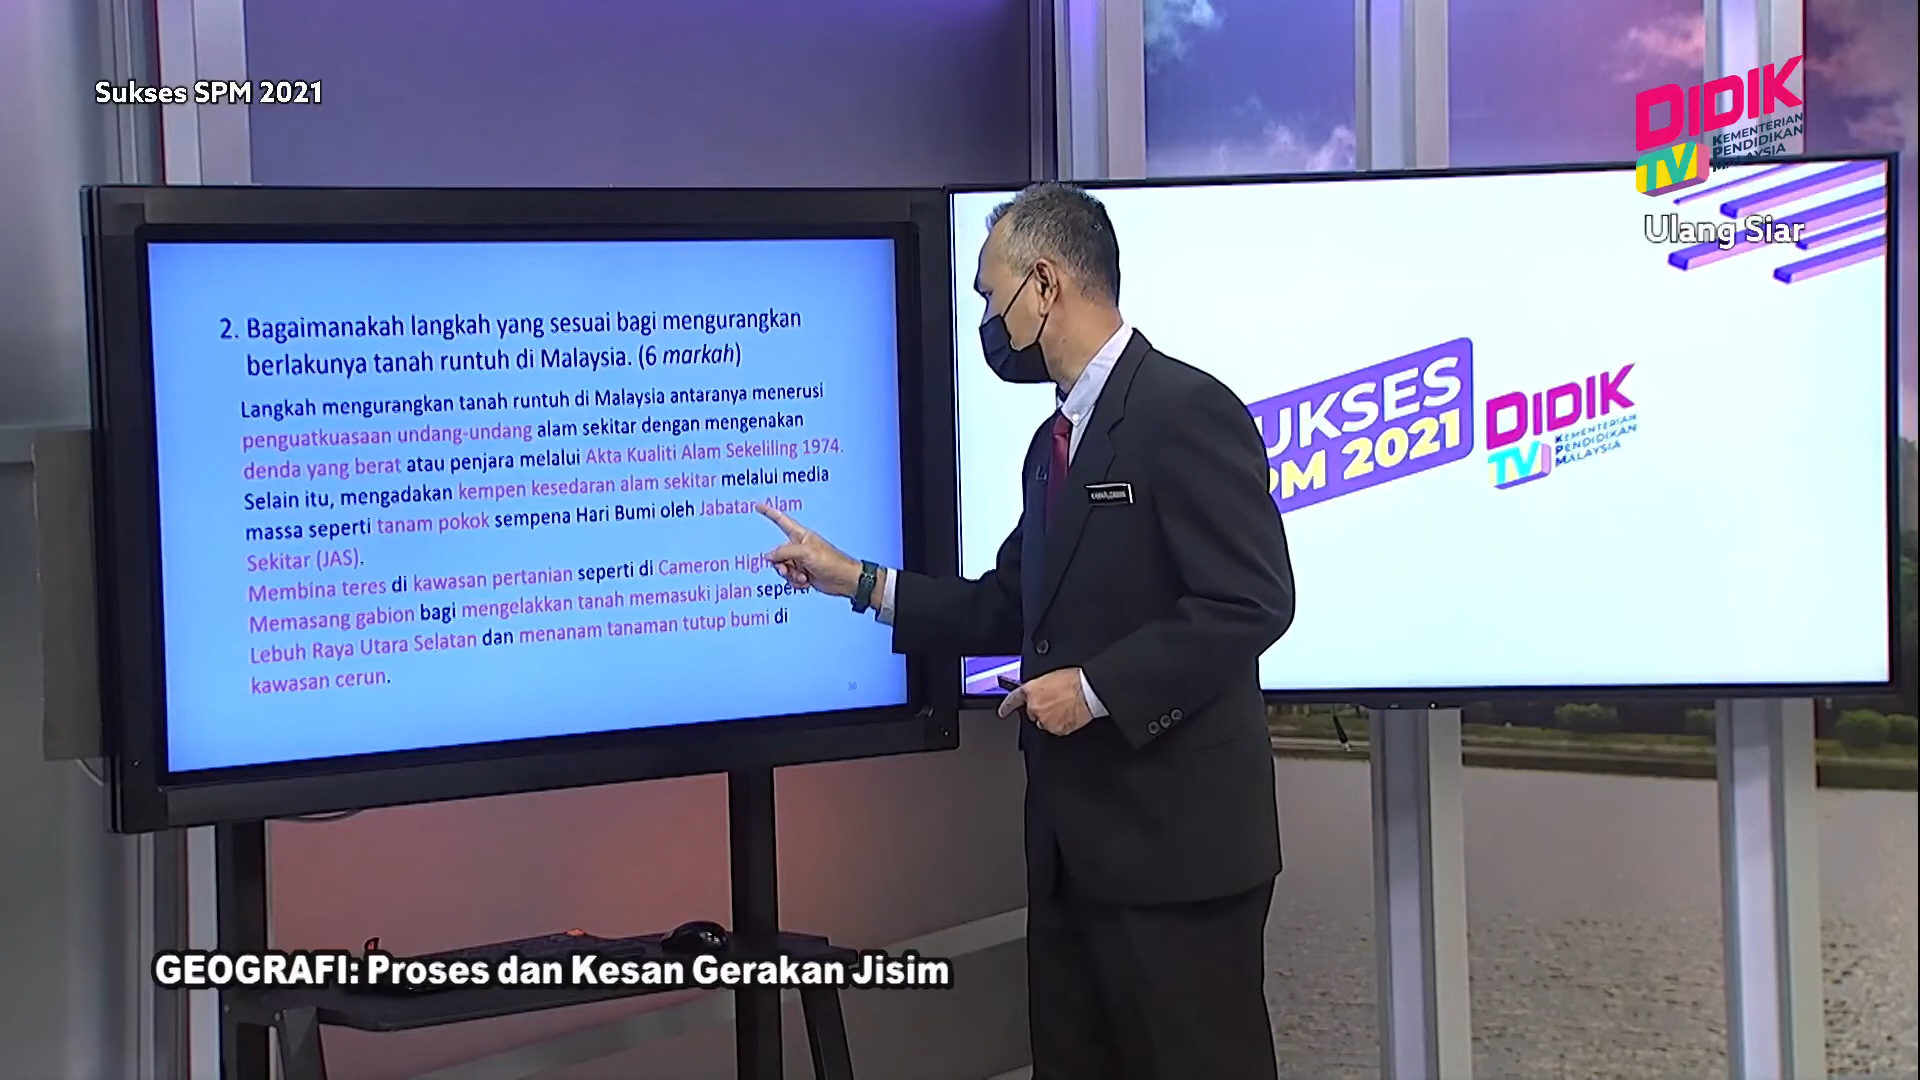 Sukses SPM 2021
DIDIK
TV
KEMENTERIAN
PENDIDIKAN
MALAYSIA
Ulang Siar
2. Bagaimanakah langkah yang sesuai bagi mengurangkan
berlakunya tanah runtuh di Malaysia. (6 markah)
Langkah mengurangkan tanah runtuh di Malaysia antaranya menerusi
penguatkuasaan undang-undang alam sekitar dengan mengenakan
denda yang berat atau penjara melalui Akta Kualiti Alam Sekeliling 1974.
Selain itu, mengadakan kempen kesedaran alam sekitar melalui media
massa seperti tanam pokok sempena Hari Bumi oleh Jabatan Alam
Sekitar (JAS).
Membina teres di kawasan pertanian seperti di Cameron High
Memasang gabion bagi mengelakkan tanah memasuki jalan seperti
Lebuh Raya Utara Selatan dan menanam tanaman tutup bumi di
kawasan cerun.
36
UKSES
PM 2021
DIDIK
TV
KEMENTERIAN
PENDIDIKAN
MALAYSIA
GEOGRAFI: Proses dan Kesan Gerakan Jisim